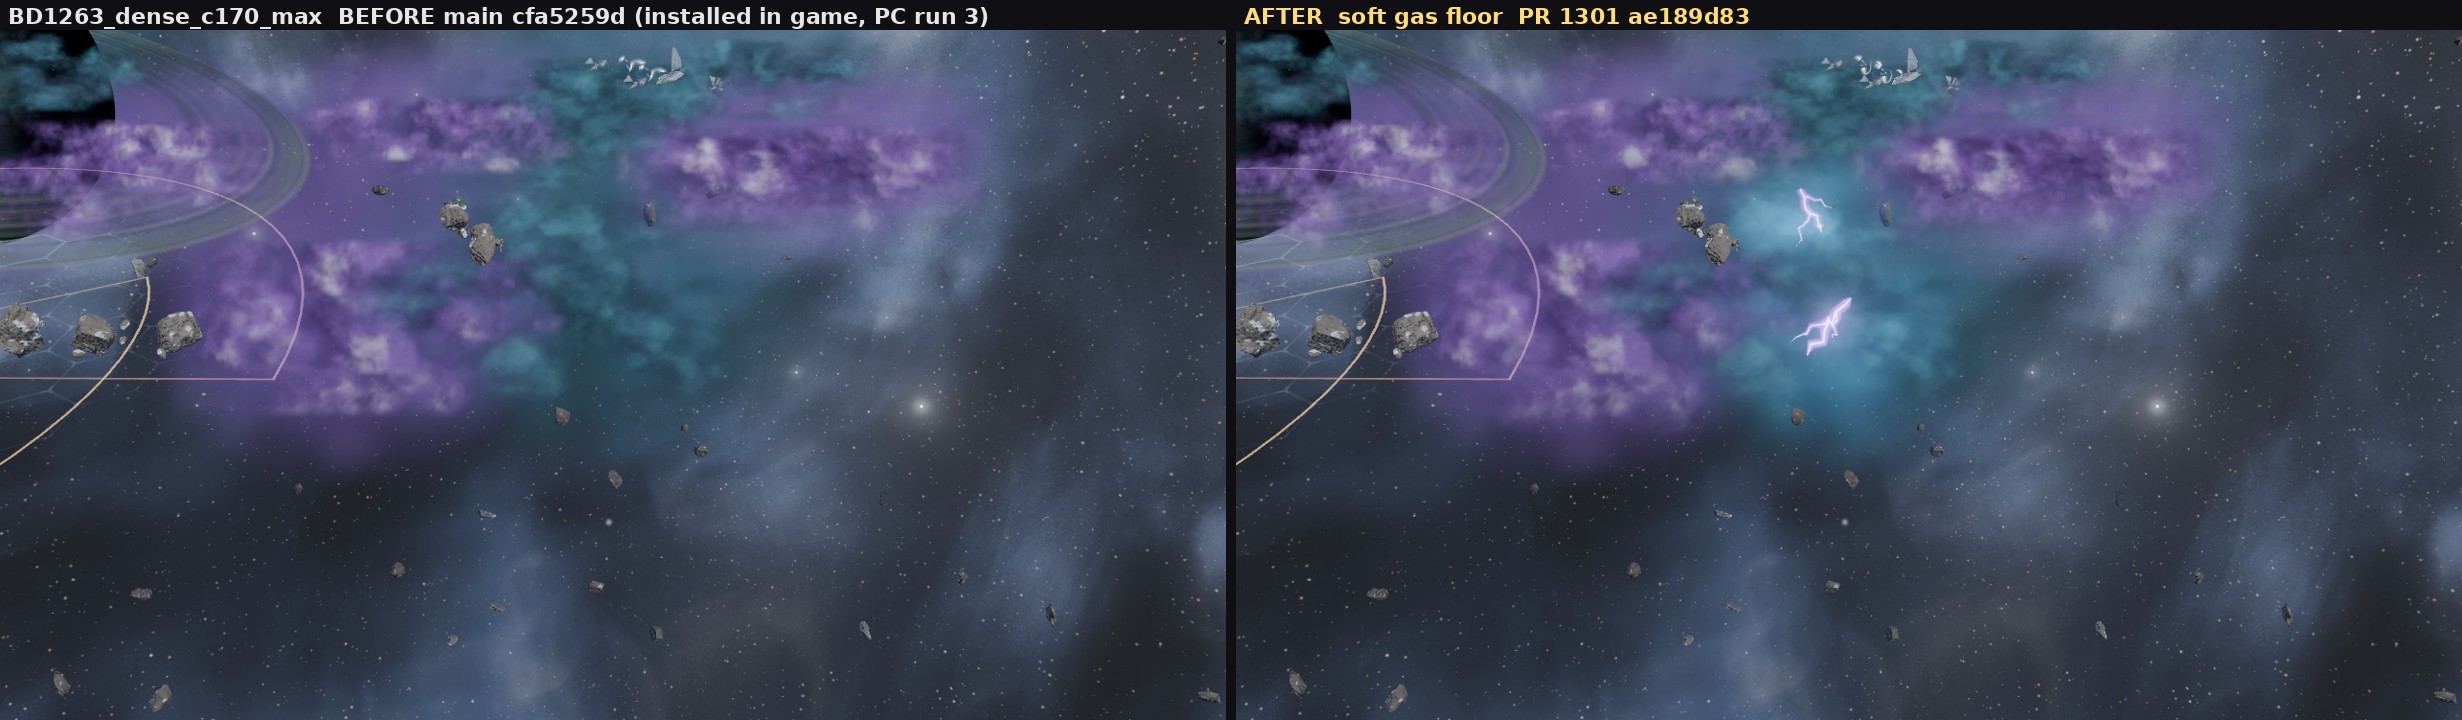 BD1263_dense_c170_max  BEFORE main cfa5259d (installed in game, PC run 3)
AFTER  soft gas floor  PR 1301 ae189d83